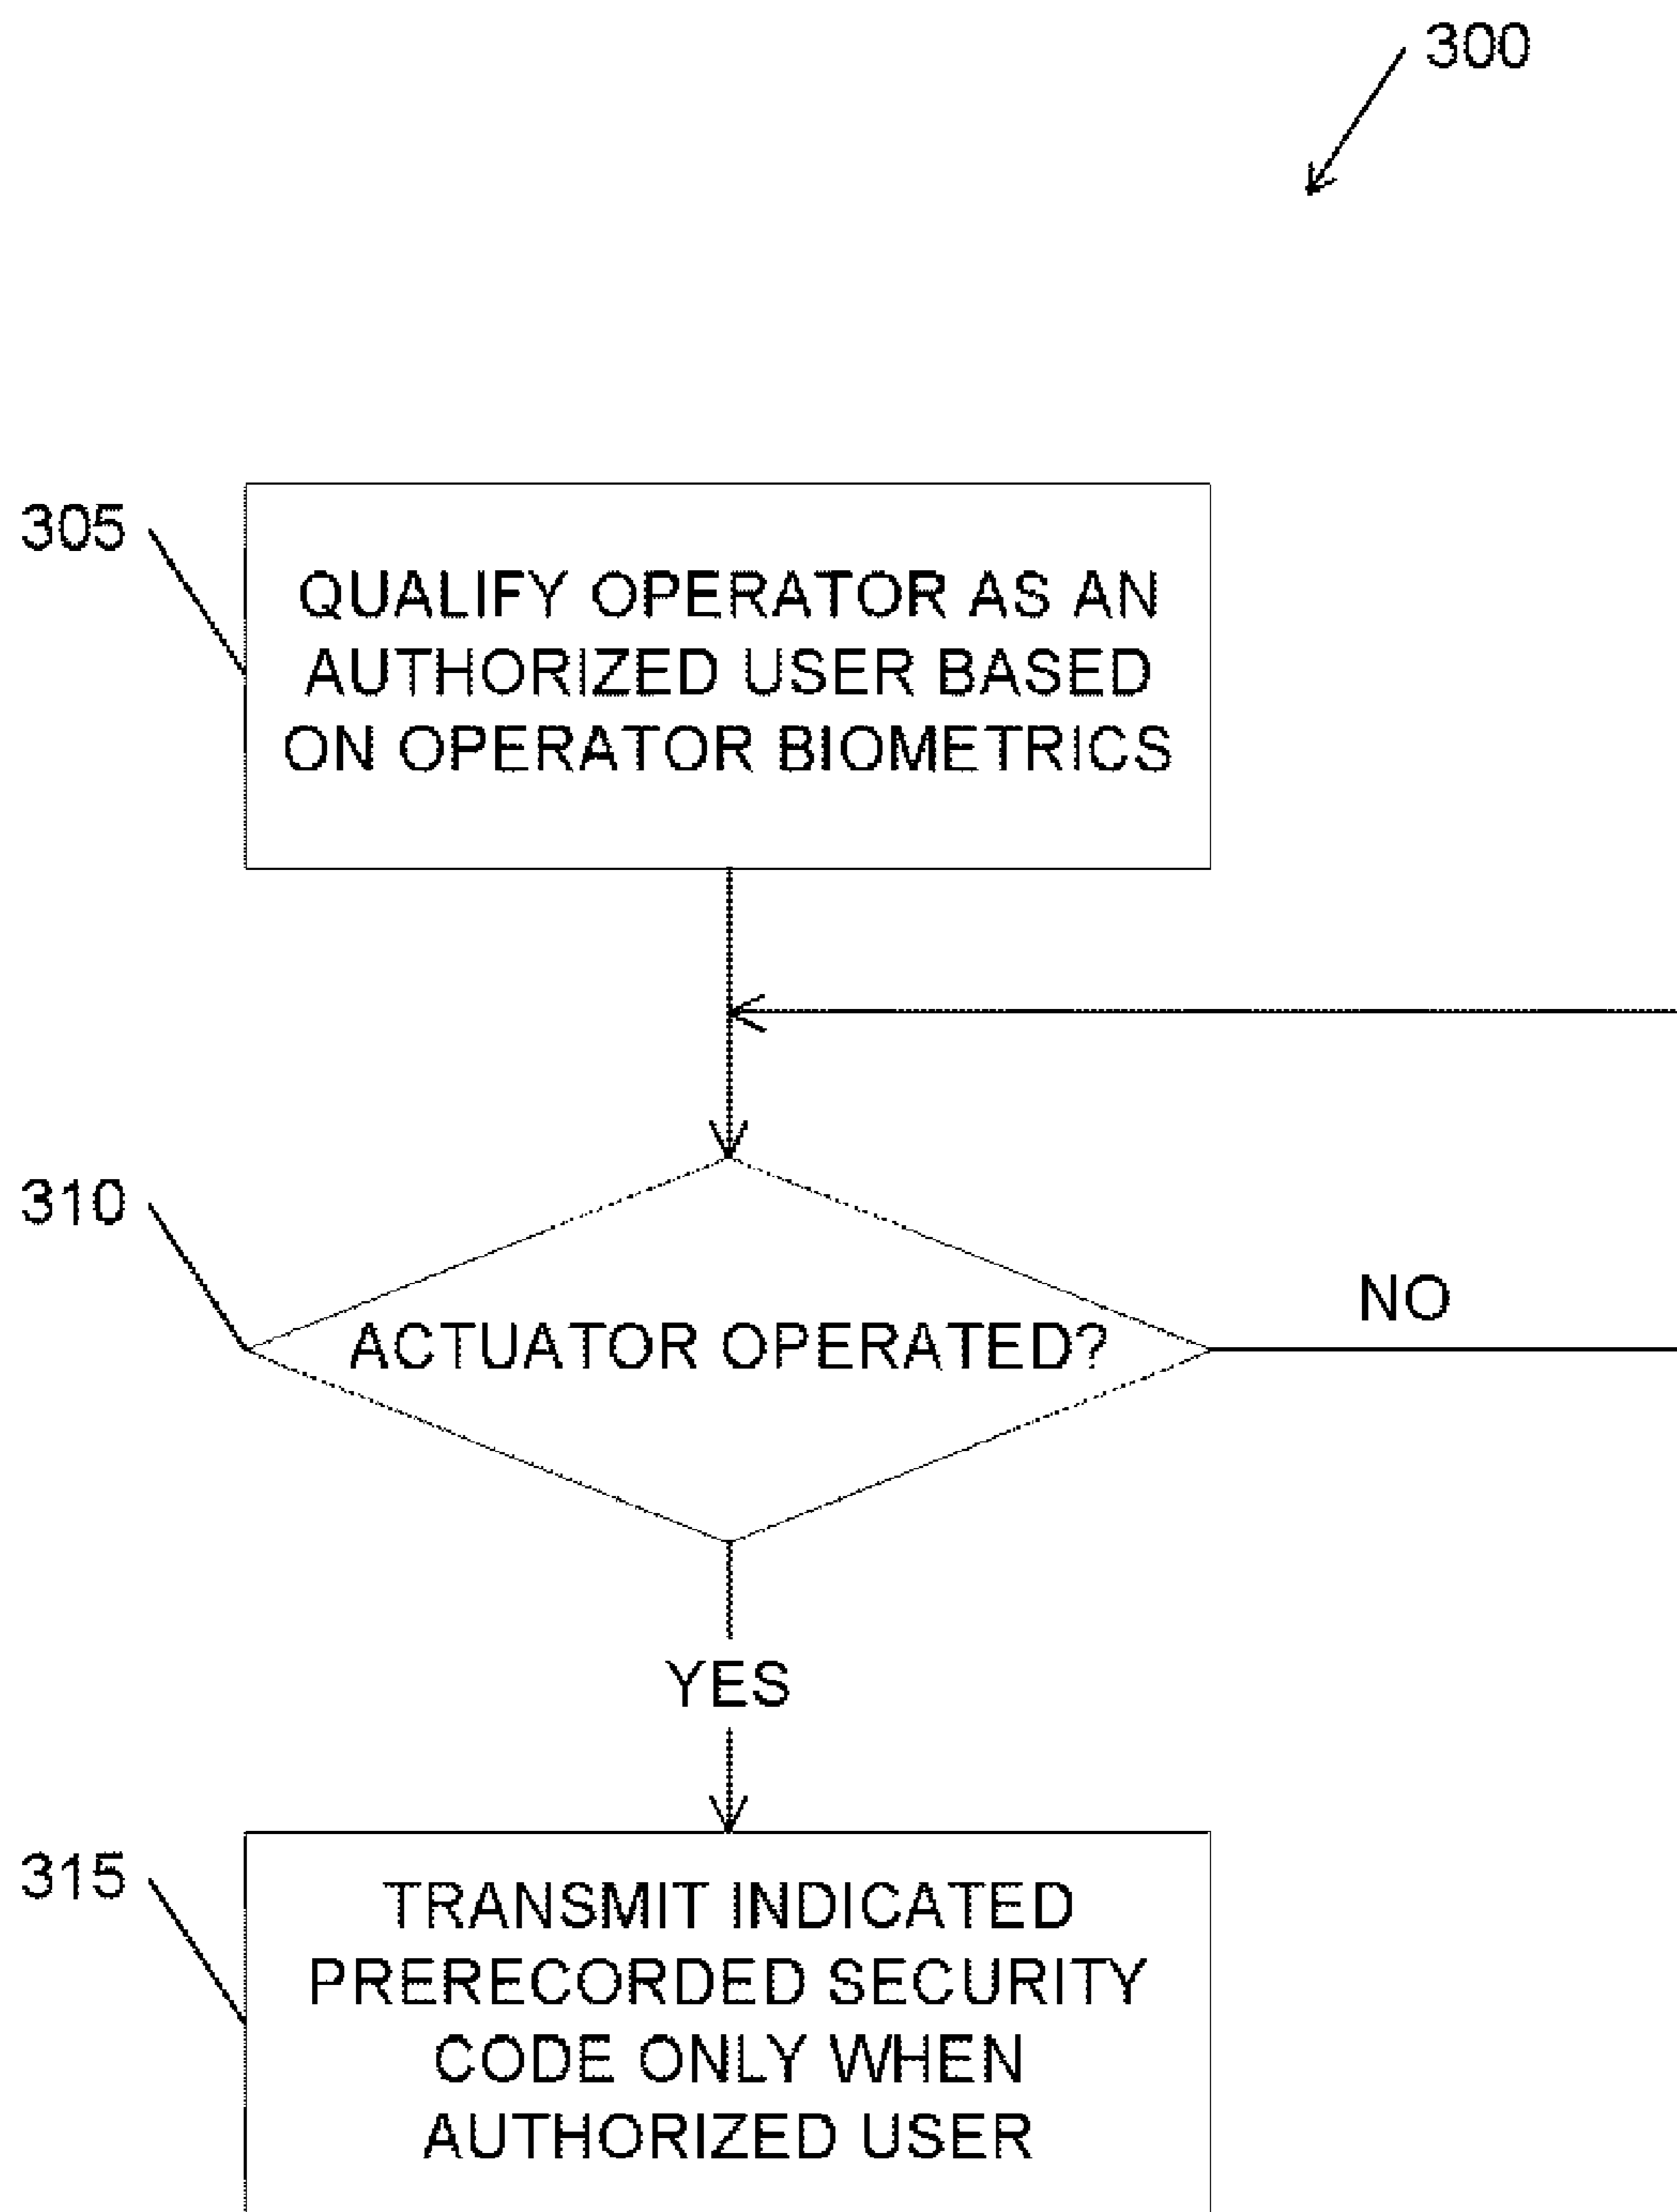 300
305
QUALIFY OPERATOR AS AN
AUTHORIZED USER BASED
ON OPERATOR BIOMETRICS
310
ACTUATOR OPERATED?
NO
YES
315
TRANSMIT INDICATED
PRERECORDED SECURITY
CODE ONLY WHEN
AUTHORIZED USER